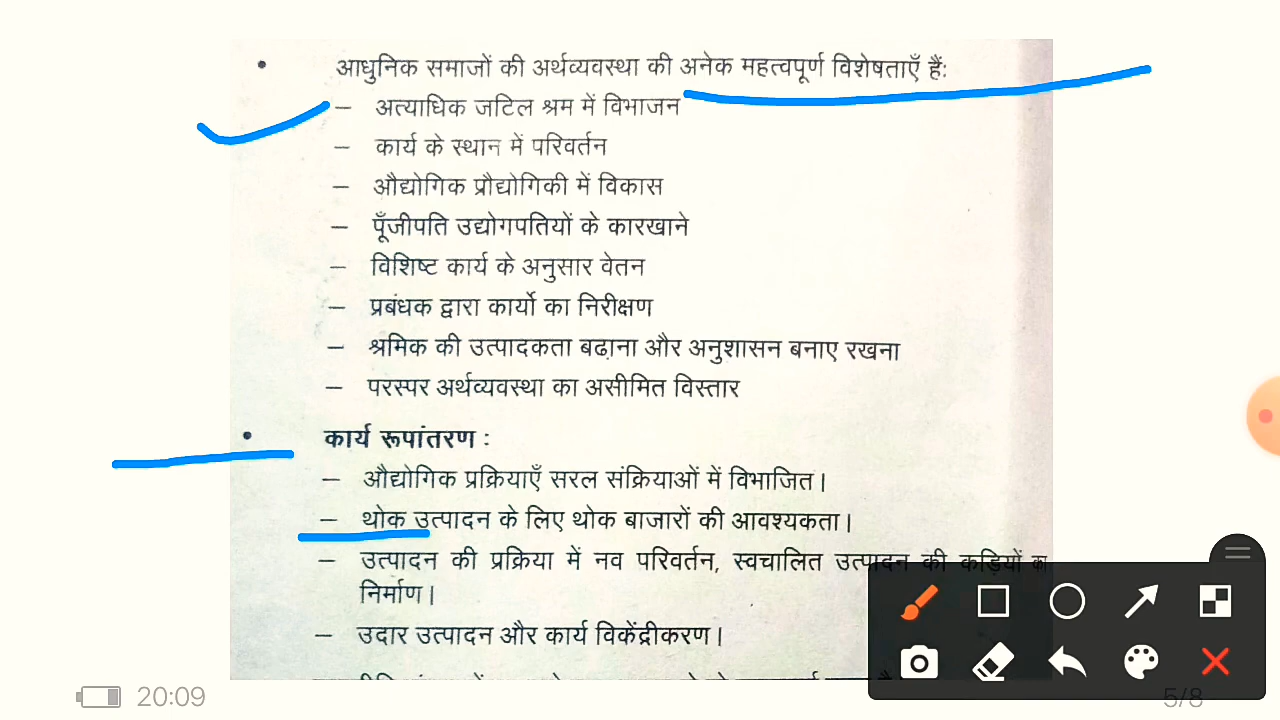 • आधुनिक समाजों की अर्थव्यवस्था की अनेक महत्वपूर्ण विशेषताएँ हैं:
– अत्याधिक जटिल श्रम में विभाजन
– कार्य के स्थान में परिवर्तन
– औद्योगिक प्रौद्योगिकी में विकास
– पूँजीपति उद्योगपतियों के कारखाने
– विशिष्ट कार्य के अनुसार वेतन
– प्रबंधक द्वारा कार्यो का निरीक्षण
– श्रमिक की उत्पादकता बढ़ाना और अनुशासन बनाए रखना
– परस्पर अर्थव्यवस्था का असीमित विस्तार
• कार्य रूपांतरण :
– औद्योगिक प्रक्रियाएँ सरल संक्रियाओं में विभाजित।
– थोक उत्पादन के लिए थोक बाजारों की आवश्यकता।
– उत्पादन की प्रक्रिया में नव परिवर्तन, स्वचालित उत्पादन की कड़ियों का
निर्माण।
– उदार उत्पादन और कार्य विकेंद्रीकरण।
20:09
5/8